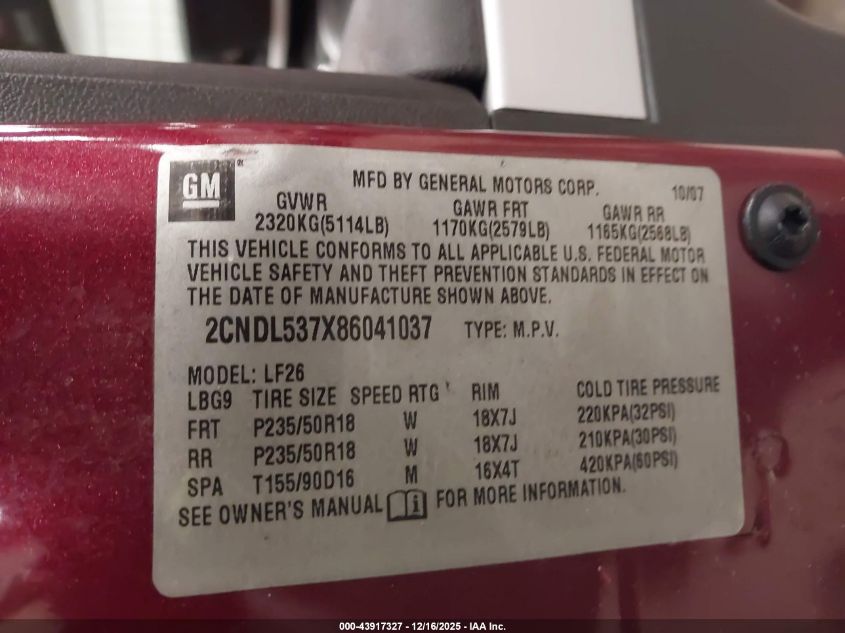 GM
MFD BY GENERAL MOTORS CORP. 10/07
GVWR GAWR FRT GAWR RR
2320KG(5114LB) 1170KG(2579LB) 1165KG(2568LB)
THIS VEHICLE CONFORMS TO ALL APPLICABLE U.S. FEDERAL MOTOR
VEHICLE SAFETY AND THEFT PREVENTION STANDARDS IN EFFECT ON
THE DATE OF MANUFACTURE SHOWN ABOVE.
2CNDL537X86041037 TYPE: M.P.V.
MODEL: LF26
LBG9 TIRE SIZE SPEED RTG RIM COLD TIRE PRESSURE
FRT P235/50R18 W 18X7J 220KPA(32PSI)
RR P235/50R18 W 18X7J 210KPA(30PSI)
SPA T155/90D16 M 16X4T 420KPA(60PSI)
SEE OWNER'S MANUAL FOR MORE INFORMATION.
000-43917327 - 12/16/2025 - IAA Inc.